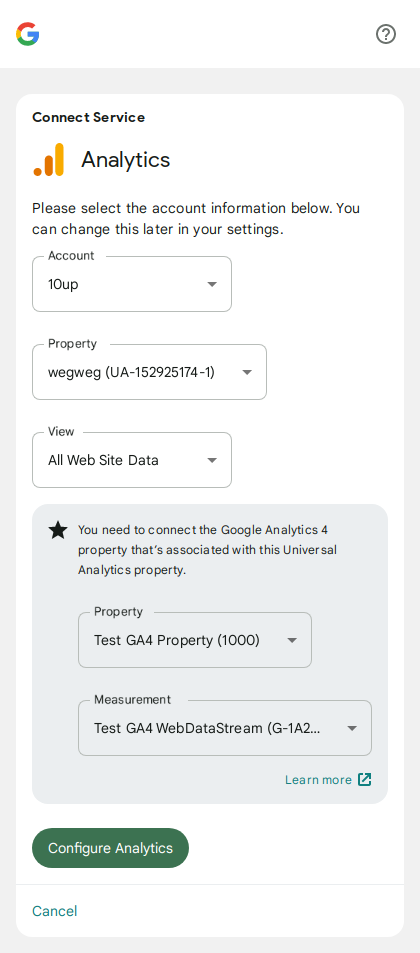 Connect Service
Analytics
Please select the account information below. You
can change this later in your settings.
Account
10up
Property
wegweg (UA-152925174-1)
View
All Web Site Data
You need to connect the Google Analytics 4
property that’s associated with this Universal
Analytics property.
Property
Test GA4 Property (1000)
Measurement
Test GA4 WebDataStream (G-1A2...
Learn more
Configure Analytics
Cancel